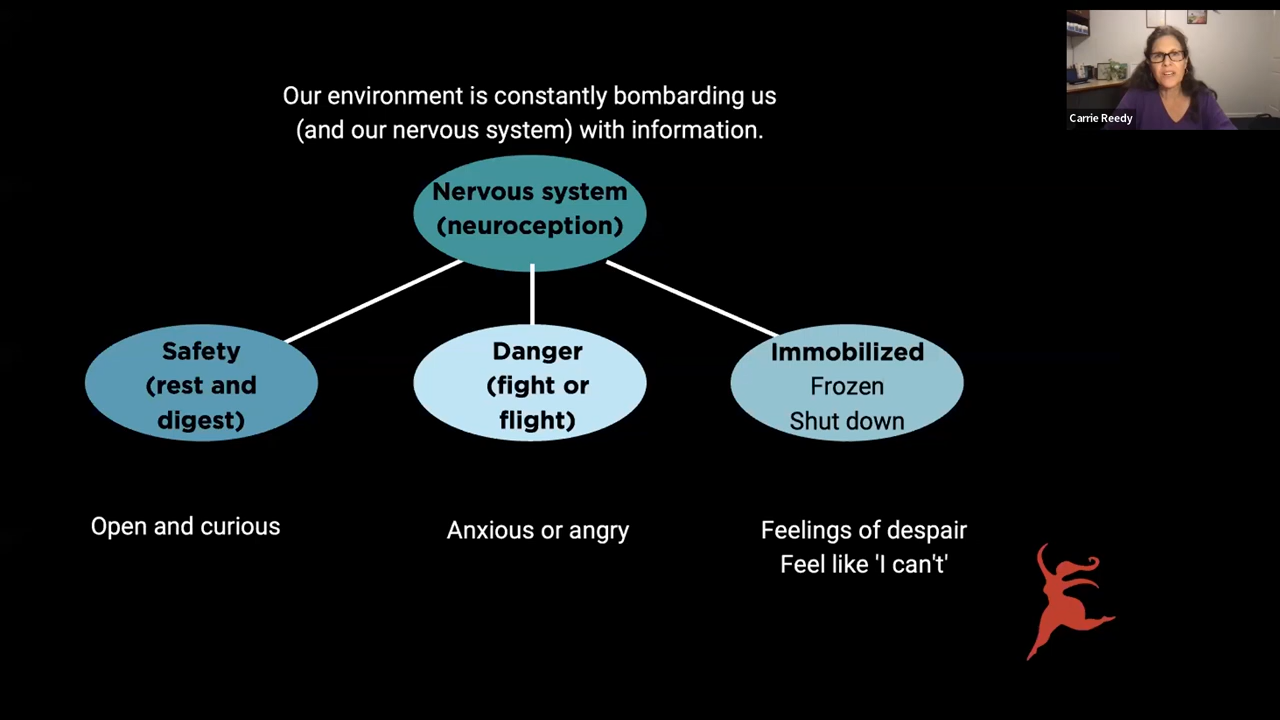 Our environment is constantly bombarding us
(and our nervous system) with information.
Carrie Reedy
Nervous system
(neuroception)
Safety
(rest and
digest)
Danger
(fight or
flight)
Immobilized
Frozen
Shut down
Open and curious
Anxious or angry
Feelings of despair
Feel like 'I can't'